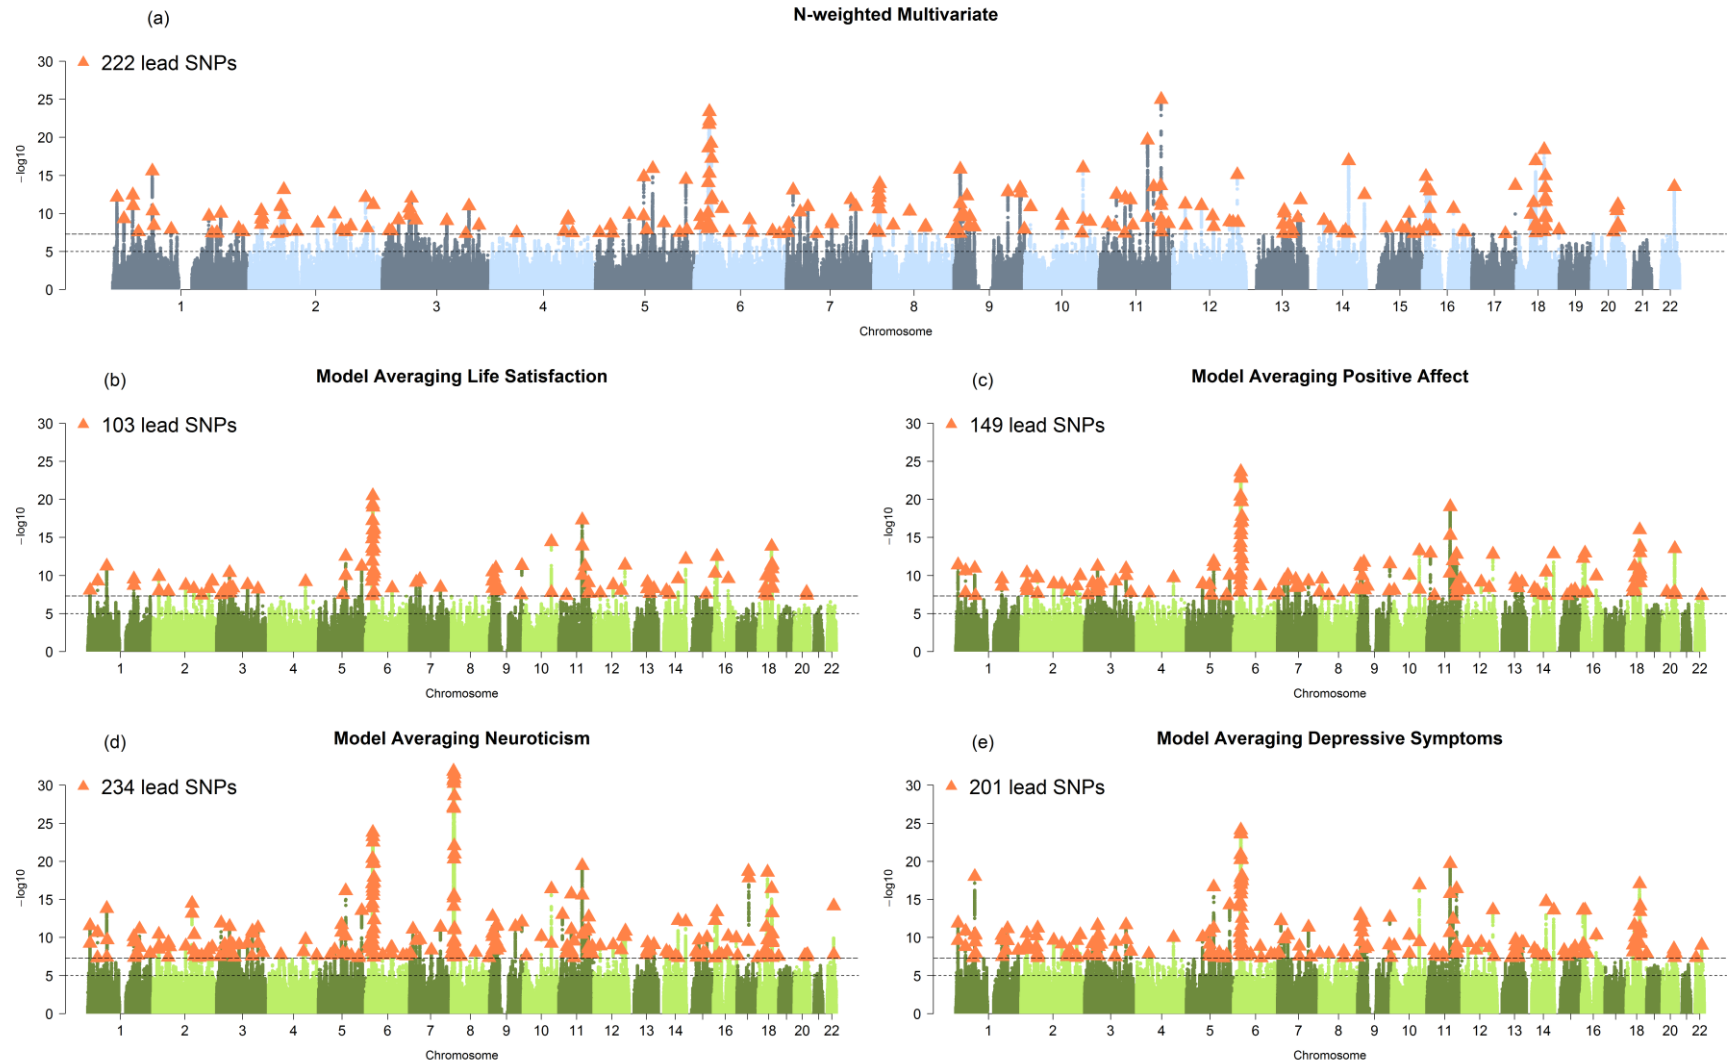 (a)
N-weighted Multivariate
222 lead SNPs
30
25
20
15
10
5
0
−log10
1 2 3 4 5 6 7 8 9 10 11 12 13 14 15 16 17 18 19 20 21 22
Chromosome
(b)
Model Averaging Life Satisfaction
103 lead SNPs
30
25
20
15
10
5
0
−log10
1 2 3 4 5 6 7 8 9 10 11 12 13 14 15 16 18 20 22
Chromosome
(c)
Model Averaging Positive Affect
149 lead SNPs
30
25
20
15
10
5
0
−log10
1 2 3 4 5 6 7 8 9 10 11 12 13 14 16 18 20 22
Chromosome
(d)
Model Averaging Neuroticism
234 lead SNPs
30
25
20
15
10
5
0
−log10
1 2 3 4 5 6 7 8 9 10 11 13 14 16 18 20 22
Chromosome
(e)
Model Averaging Depressive Symptoms
201 lead SNPs
30
25
20
15
10
5
0
−log10
1 2 3 4 5 6 7 8 9 10 11 12 13 14 16 18 20 22
Chromosome